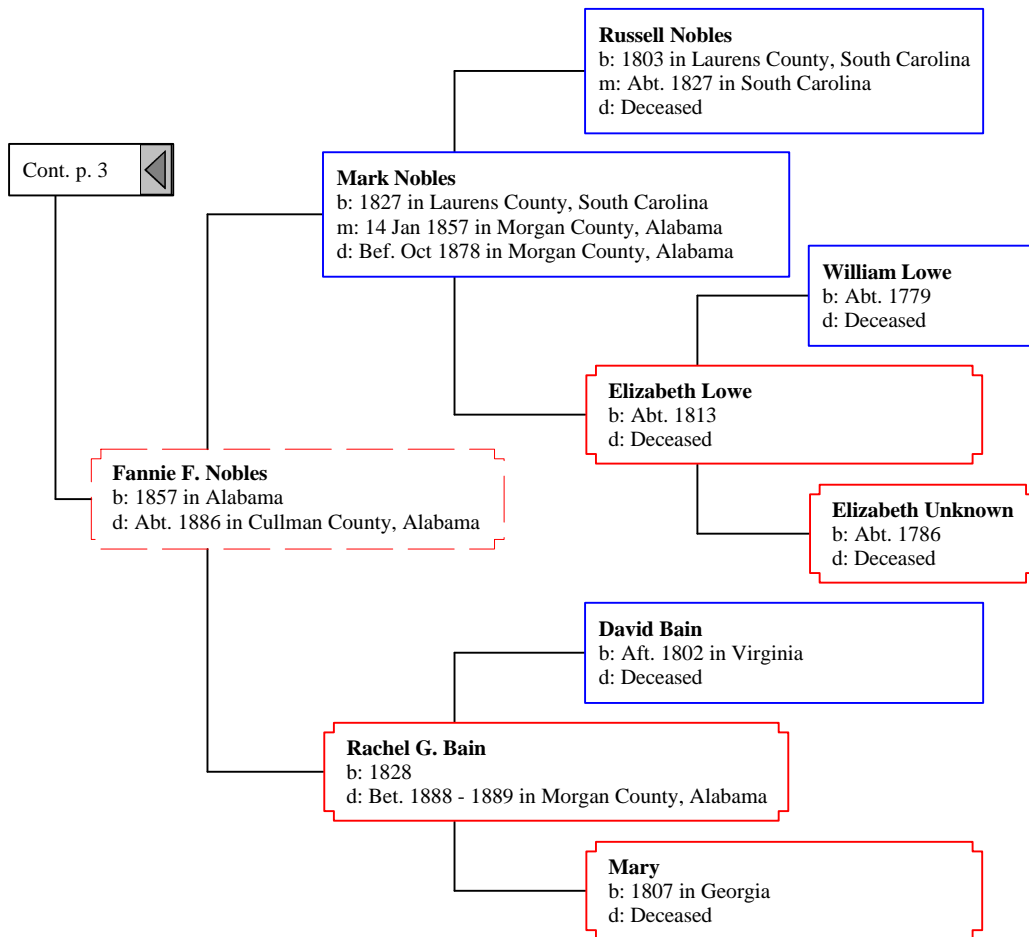 Russell Nobles
b: 1803 in Laurens County, South Carolina
m: Abt. 1827 in South Carolina
d: Deceased
Cont. p. 3
Mark Nobles
b: 1827 in Laurens County, South Carolina
m: 14 Jan 1857 in Morgan County, Alabama
d: Bef. Oct 1878 in Morgan County, Alabama
William Lowe
b: Abt. 1779
d: Deceased
Elizabeth Lowe
b: Abt. 1813
d: Deceased
Fannie F. Nobles
b: 1857 in Alabama
d: Abt. 1886 in Cullman County, Alabama
Elizabeth Unknown
b: Abt. 1786
d: Deceased
David Bain
b: Aft. 1802 in Virginia
d: Deceased
Rachel G. Bain
b: 1828
d: Bet. 1888 - 1889 in Morgan County, Alabama
Mary
b: 1807 in Georgia
d: Deceased